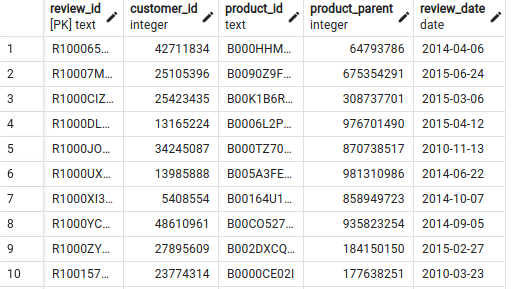 review_id customer_id product_id product_parent review_date
[PK] text integer text integer date
1 R100065... 42711834 B000HHM... 64793786 2014-04-06
2 R10007M... 25105396 B0090Z9F... 675354291 2015-06-24
3 R1000CIZ... 25423435 B00K1B6R... 308737701 2015-03-06
4 R1000DL... 13165224 B0006L2P... 976701490 2015-04-12
5 R1000JO... 34245087 B000TZ70... 870738517 2010-11-13
6 R1000UX... 13985888 B005A3FE... 981310986 2014-06-22
7 R1000XI3... 5408554 B00164U1... 858949723 2014-10-07
8 R1000YC... 48610961 B00CO527... 935823254 2014-09-05
9 R1000ZY... 27895609 B002DXCQ... 184150150 2015-02-27
10 R100157... 23774314 B0000CE02I 177638251 2010-03-23